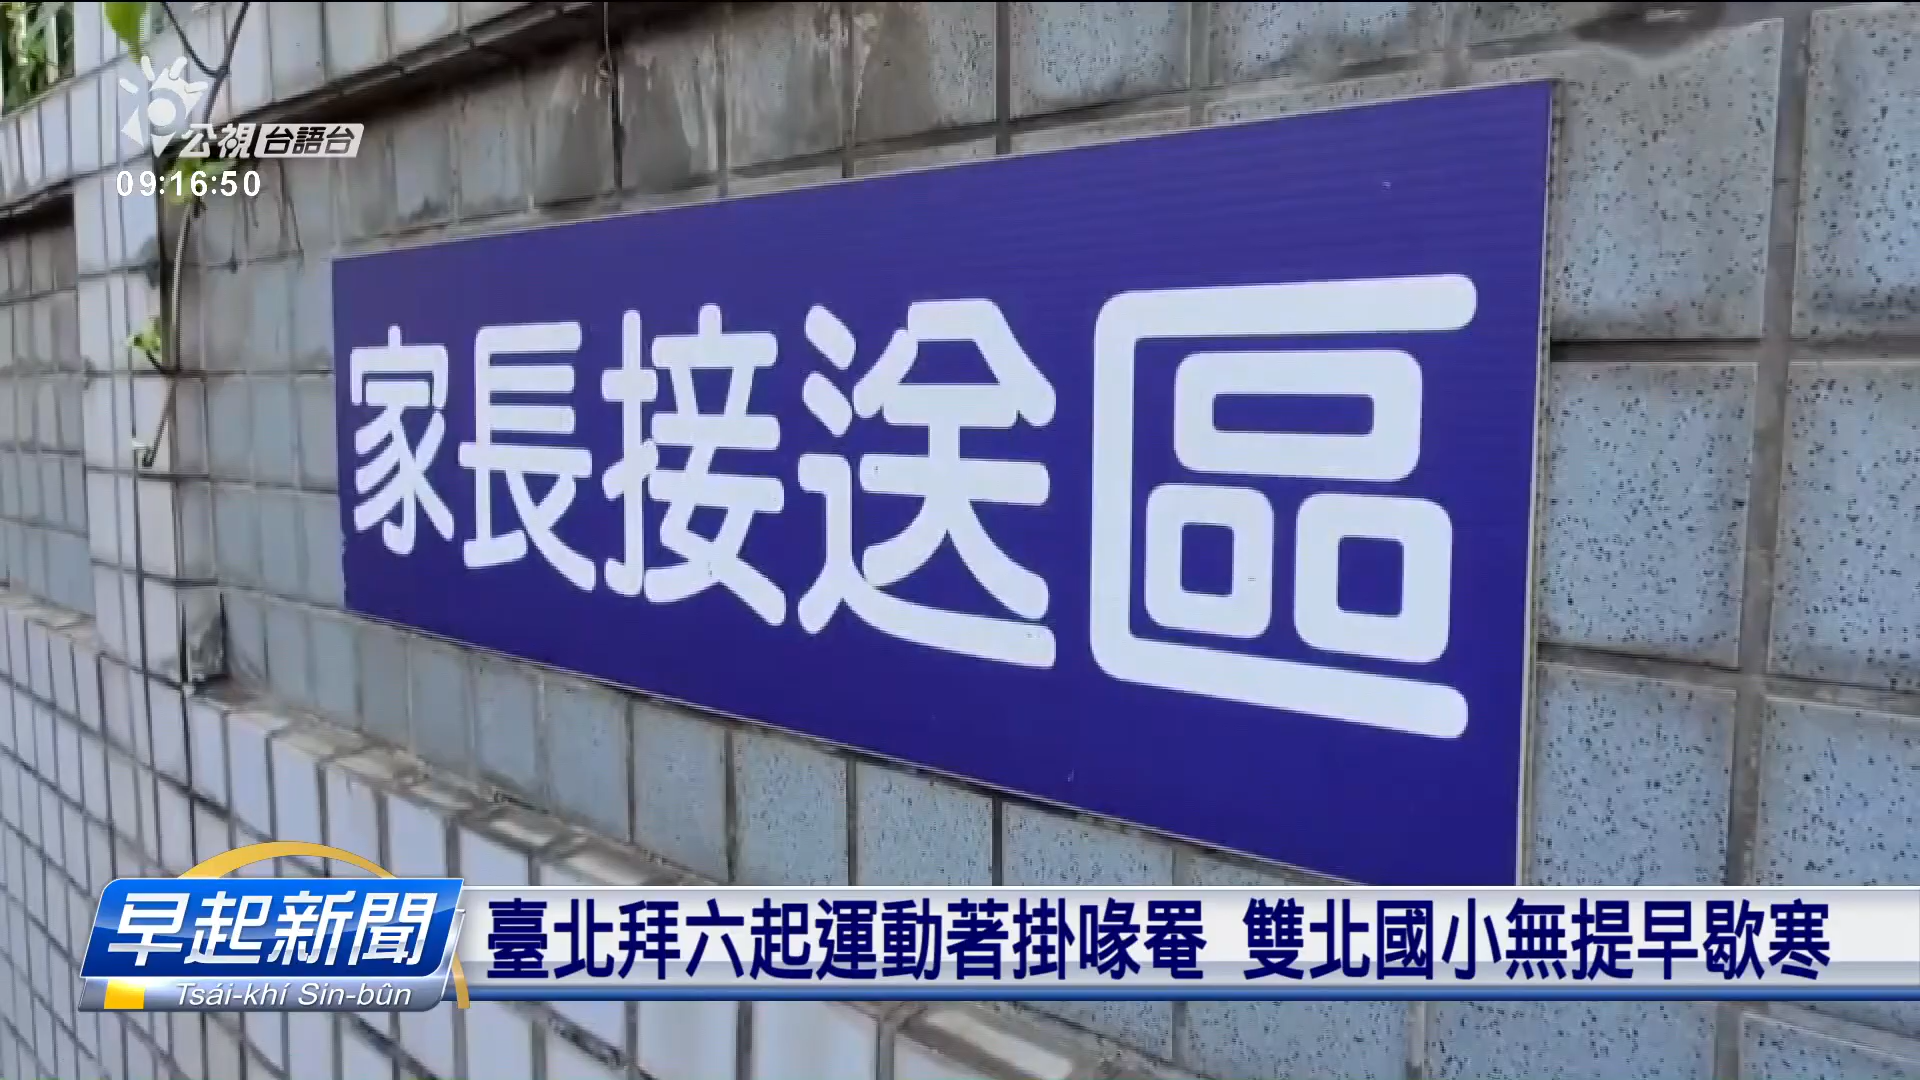 公視台語台
09:16:50
家長接送區
早起新聞
Tsái-khí Sin-bûn
臺北拜六起運動著掛喙罨 雙北國小無提早歇寒